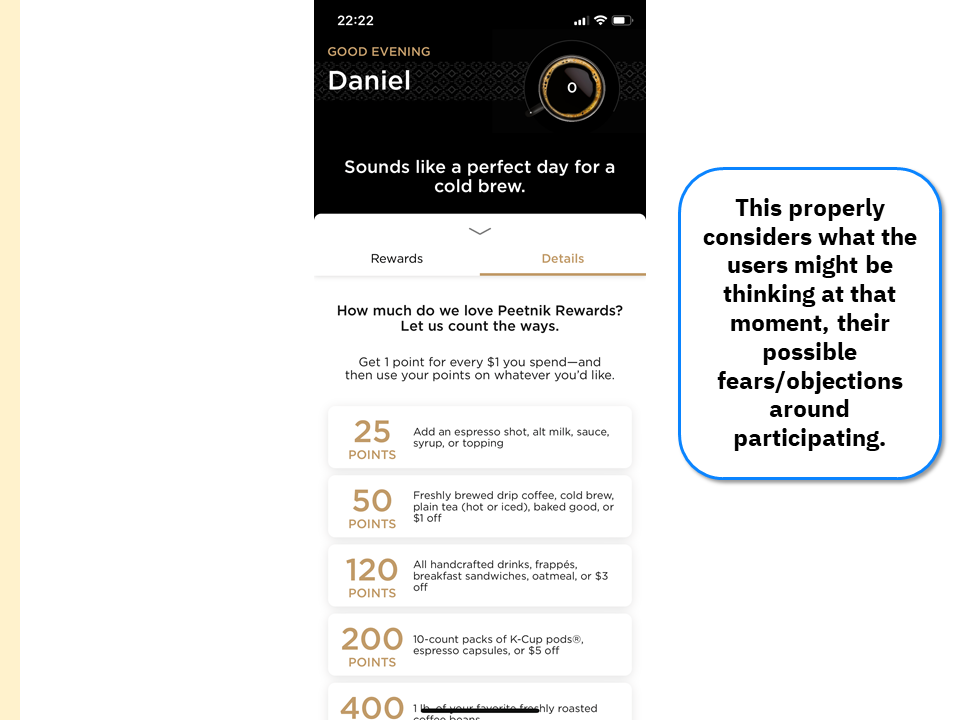 22:22
GOOD EVENING
Daniel
0
Sounds like a perfect day for a
cold brew.
Rewards
Details
How much do we love Peetnik Rewards?
Let us count the ways.
Get 1 point for every $1 you spend—and
then use your points on whatever you'd like.
25
POINTS
Add an espresso shot, alt milk, sauce,
syrup, or topping
50
POINTS
Freshly brewed drip coffee, cold brew,
plain tea (hot or iced), baked good, or
$1 off
120
POINTS
All handcrafted drinks, frappés,
breakfast sandwiches, oatmeal, or $3
off
200
POINTS
10-count packs of K-Cup pods®,
espresso capsules, or $5 off
400
1 lb. of your favorite freshly roasted
coffee beans
This properly
considers what the
users might be
thinking at that
moment, their
possible
fears/objections
around
participating.